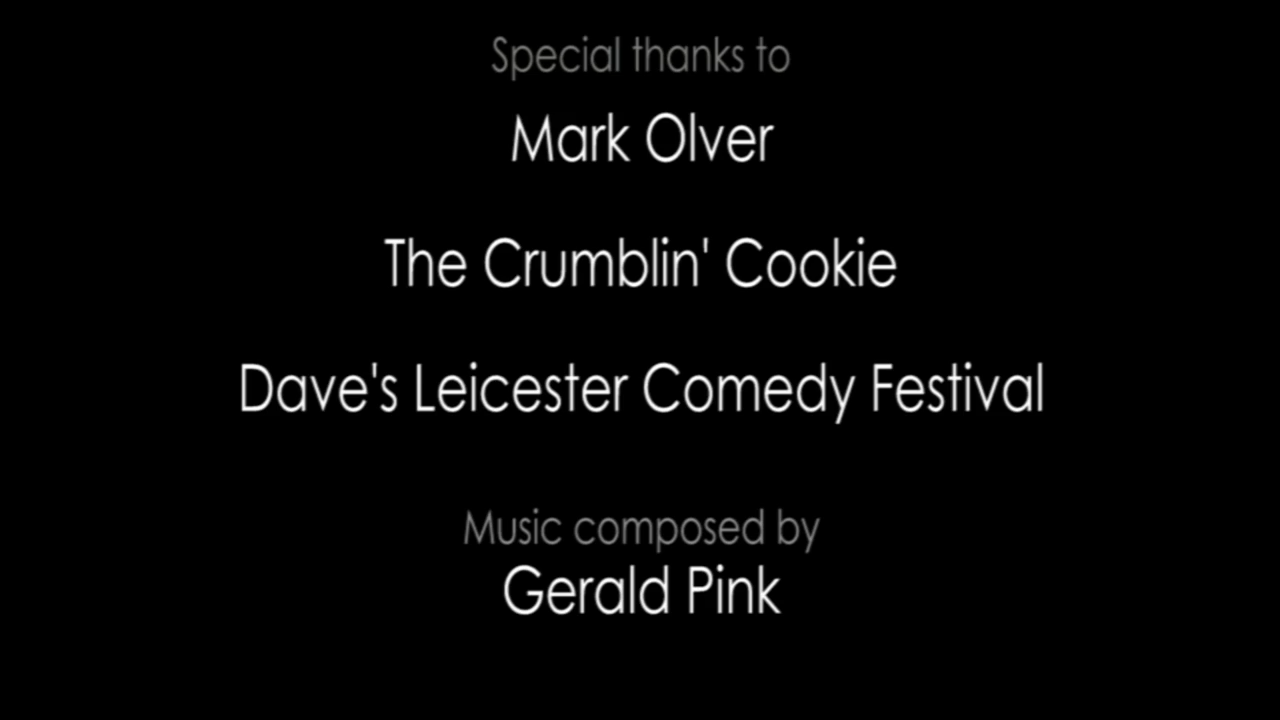 Special thanks to
Mark Olver
The Crumblin' Cookie
Dave's Leicester Comedy Festival
Music composed by
Gerald Pink